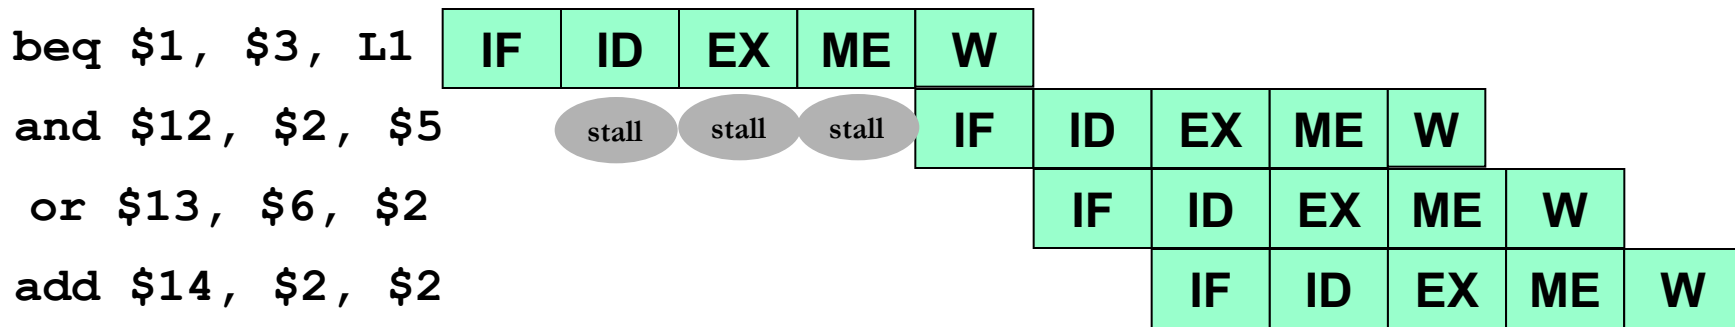 beq $1, $3, L1 IF ID EX ME W
and $12, $2, $5 stall stall stall IF ID EX ME W
or $13, $6, $2 IF ID EX ME W
add $14, $2, $2 IF ID EX ME W